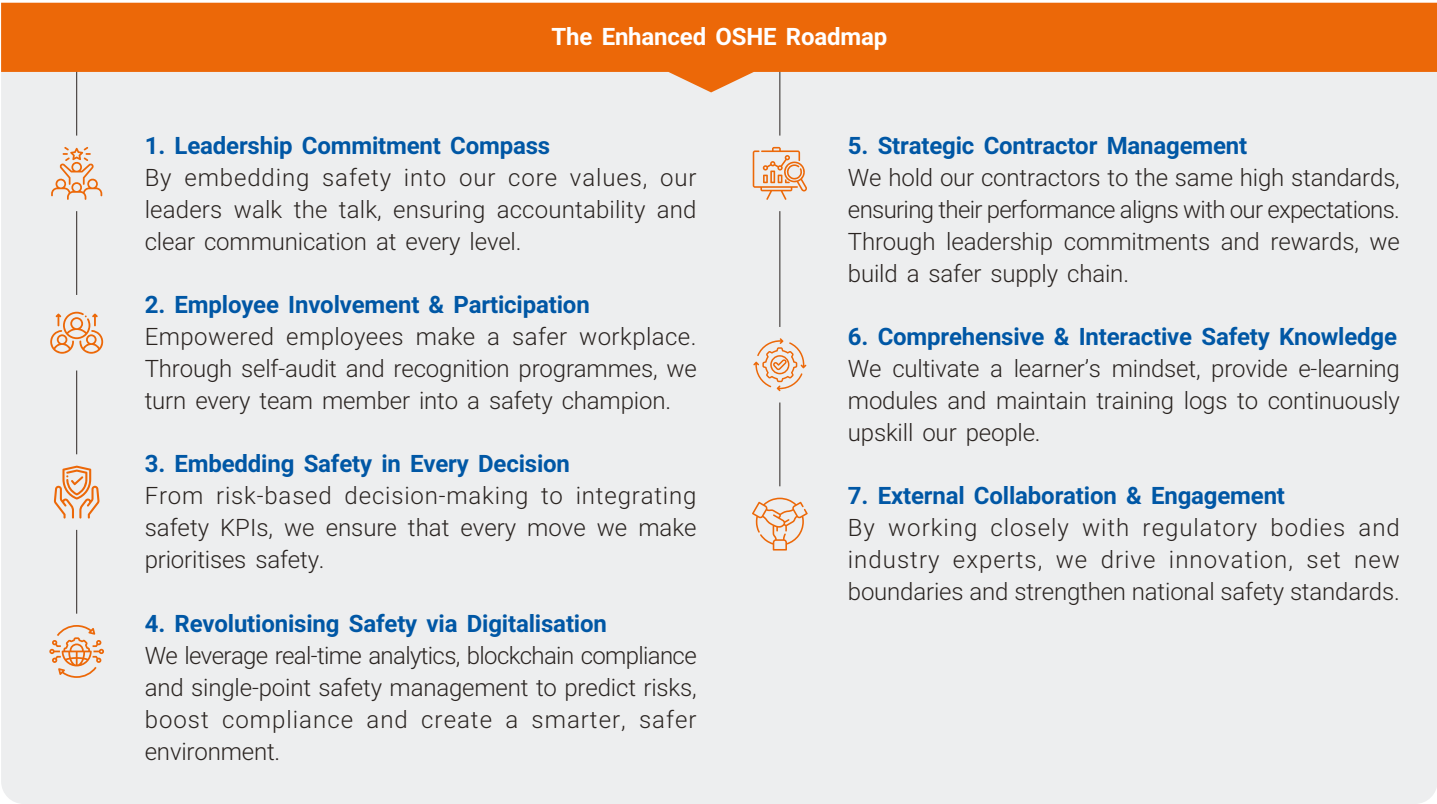 The Enhanced OSHE Roadmap
1. Leadership Commitment Compass
By embedding safety into our core values, our
leaders walk the talk, ensuring accountability and
clear communication at every level.
2. Employee Involvement & Participation
Empowered employees make a safer workplace.
Through self-audit and recognition programmes, we
turn every team member into a safety champion.
3. Embedding Safety in Every Decision
From risk-based decision-making to integrating
safety KPIs, we ensure that every move we make
prioritises safety.
4. Revolutionising Safety via Digitalisation
We leverage real-time analytics, blockchain compliance
and single-point safety management to predict risks,
boost compliance and create a smarter, safer
environment.
5. Strategic Contractor Management
We hold our contractors to the same high standards,
ensuring their performance aligns with our expectations.
Through leadership commitments and rewards, we
build a safer supply chain.
6. Comprehensive & Interactive Safety Knowledge
We cultivate a learner’s mindset, provide e-learning
modules and maintain training logs to continuously
upskill our people.
7. External Collaboration & Engagement
By working closely with regulatory bodies and
industry experts, we drive innovation, set new
boundaries and strengthen national safety standards.